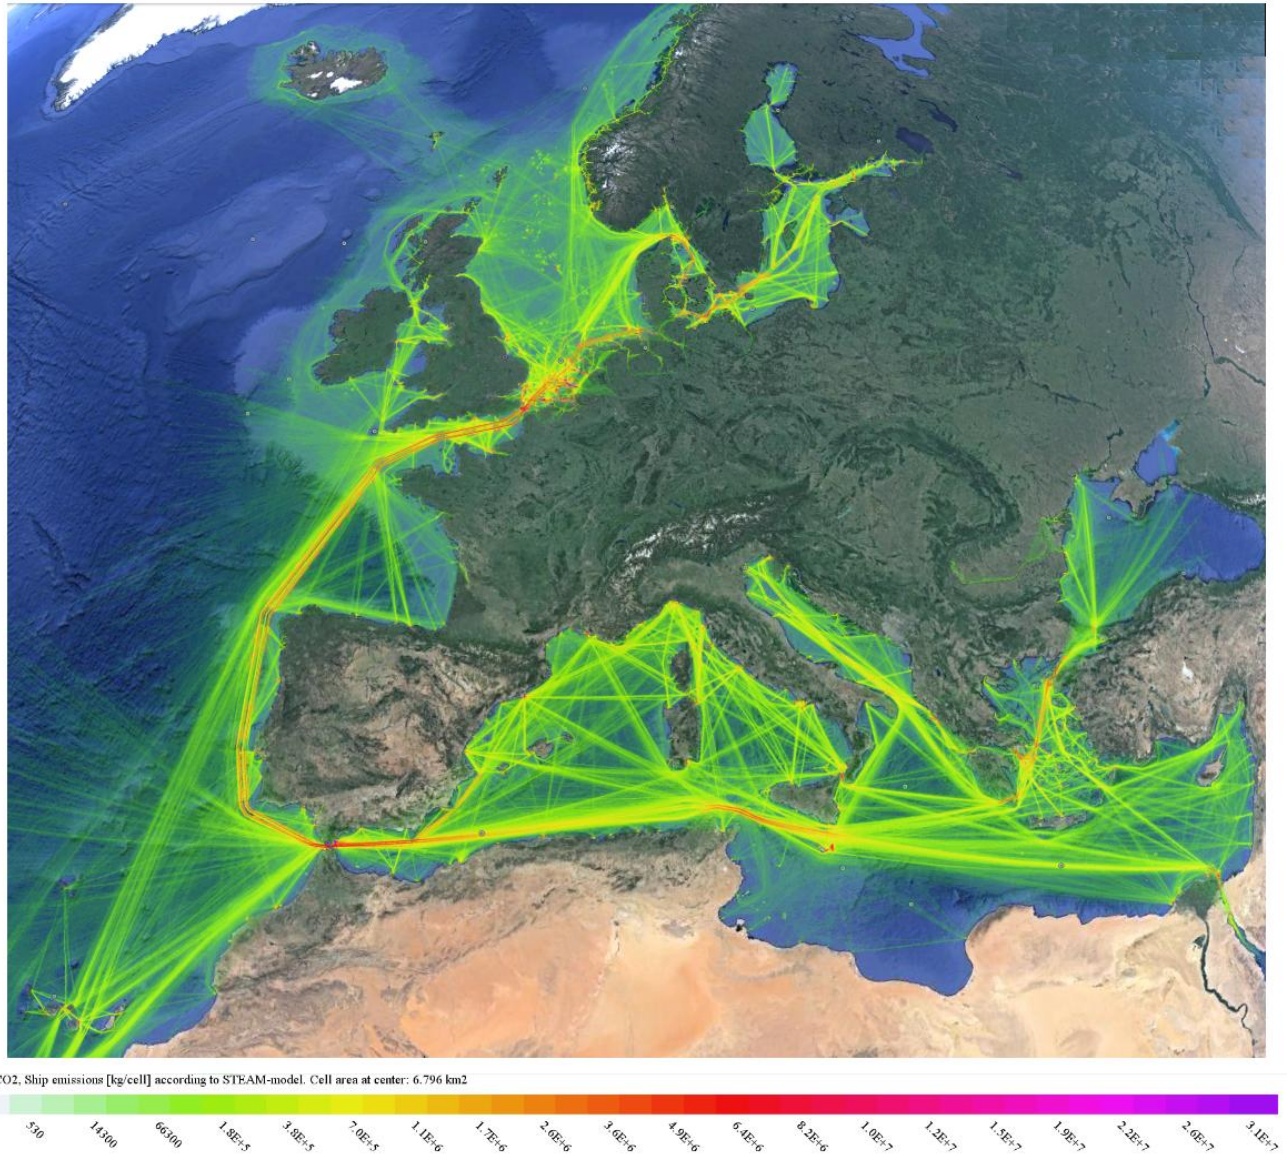 CO2, Ship emissions [kg/cell] according to STEAM-model. Cell area at center: 6.796 km2
530 14300 66300 1.8E+5 3.8E+5 7.0E+5 1.1E+6 1.7E+6 2.6E+6 3.6E+6 4.9E+6 6.4E+6 8.2E+6 1.0E+7 1.2E+7 1.5E+7 1.9E+7 2.2E+7 2.6E+7 3.1E+7